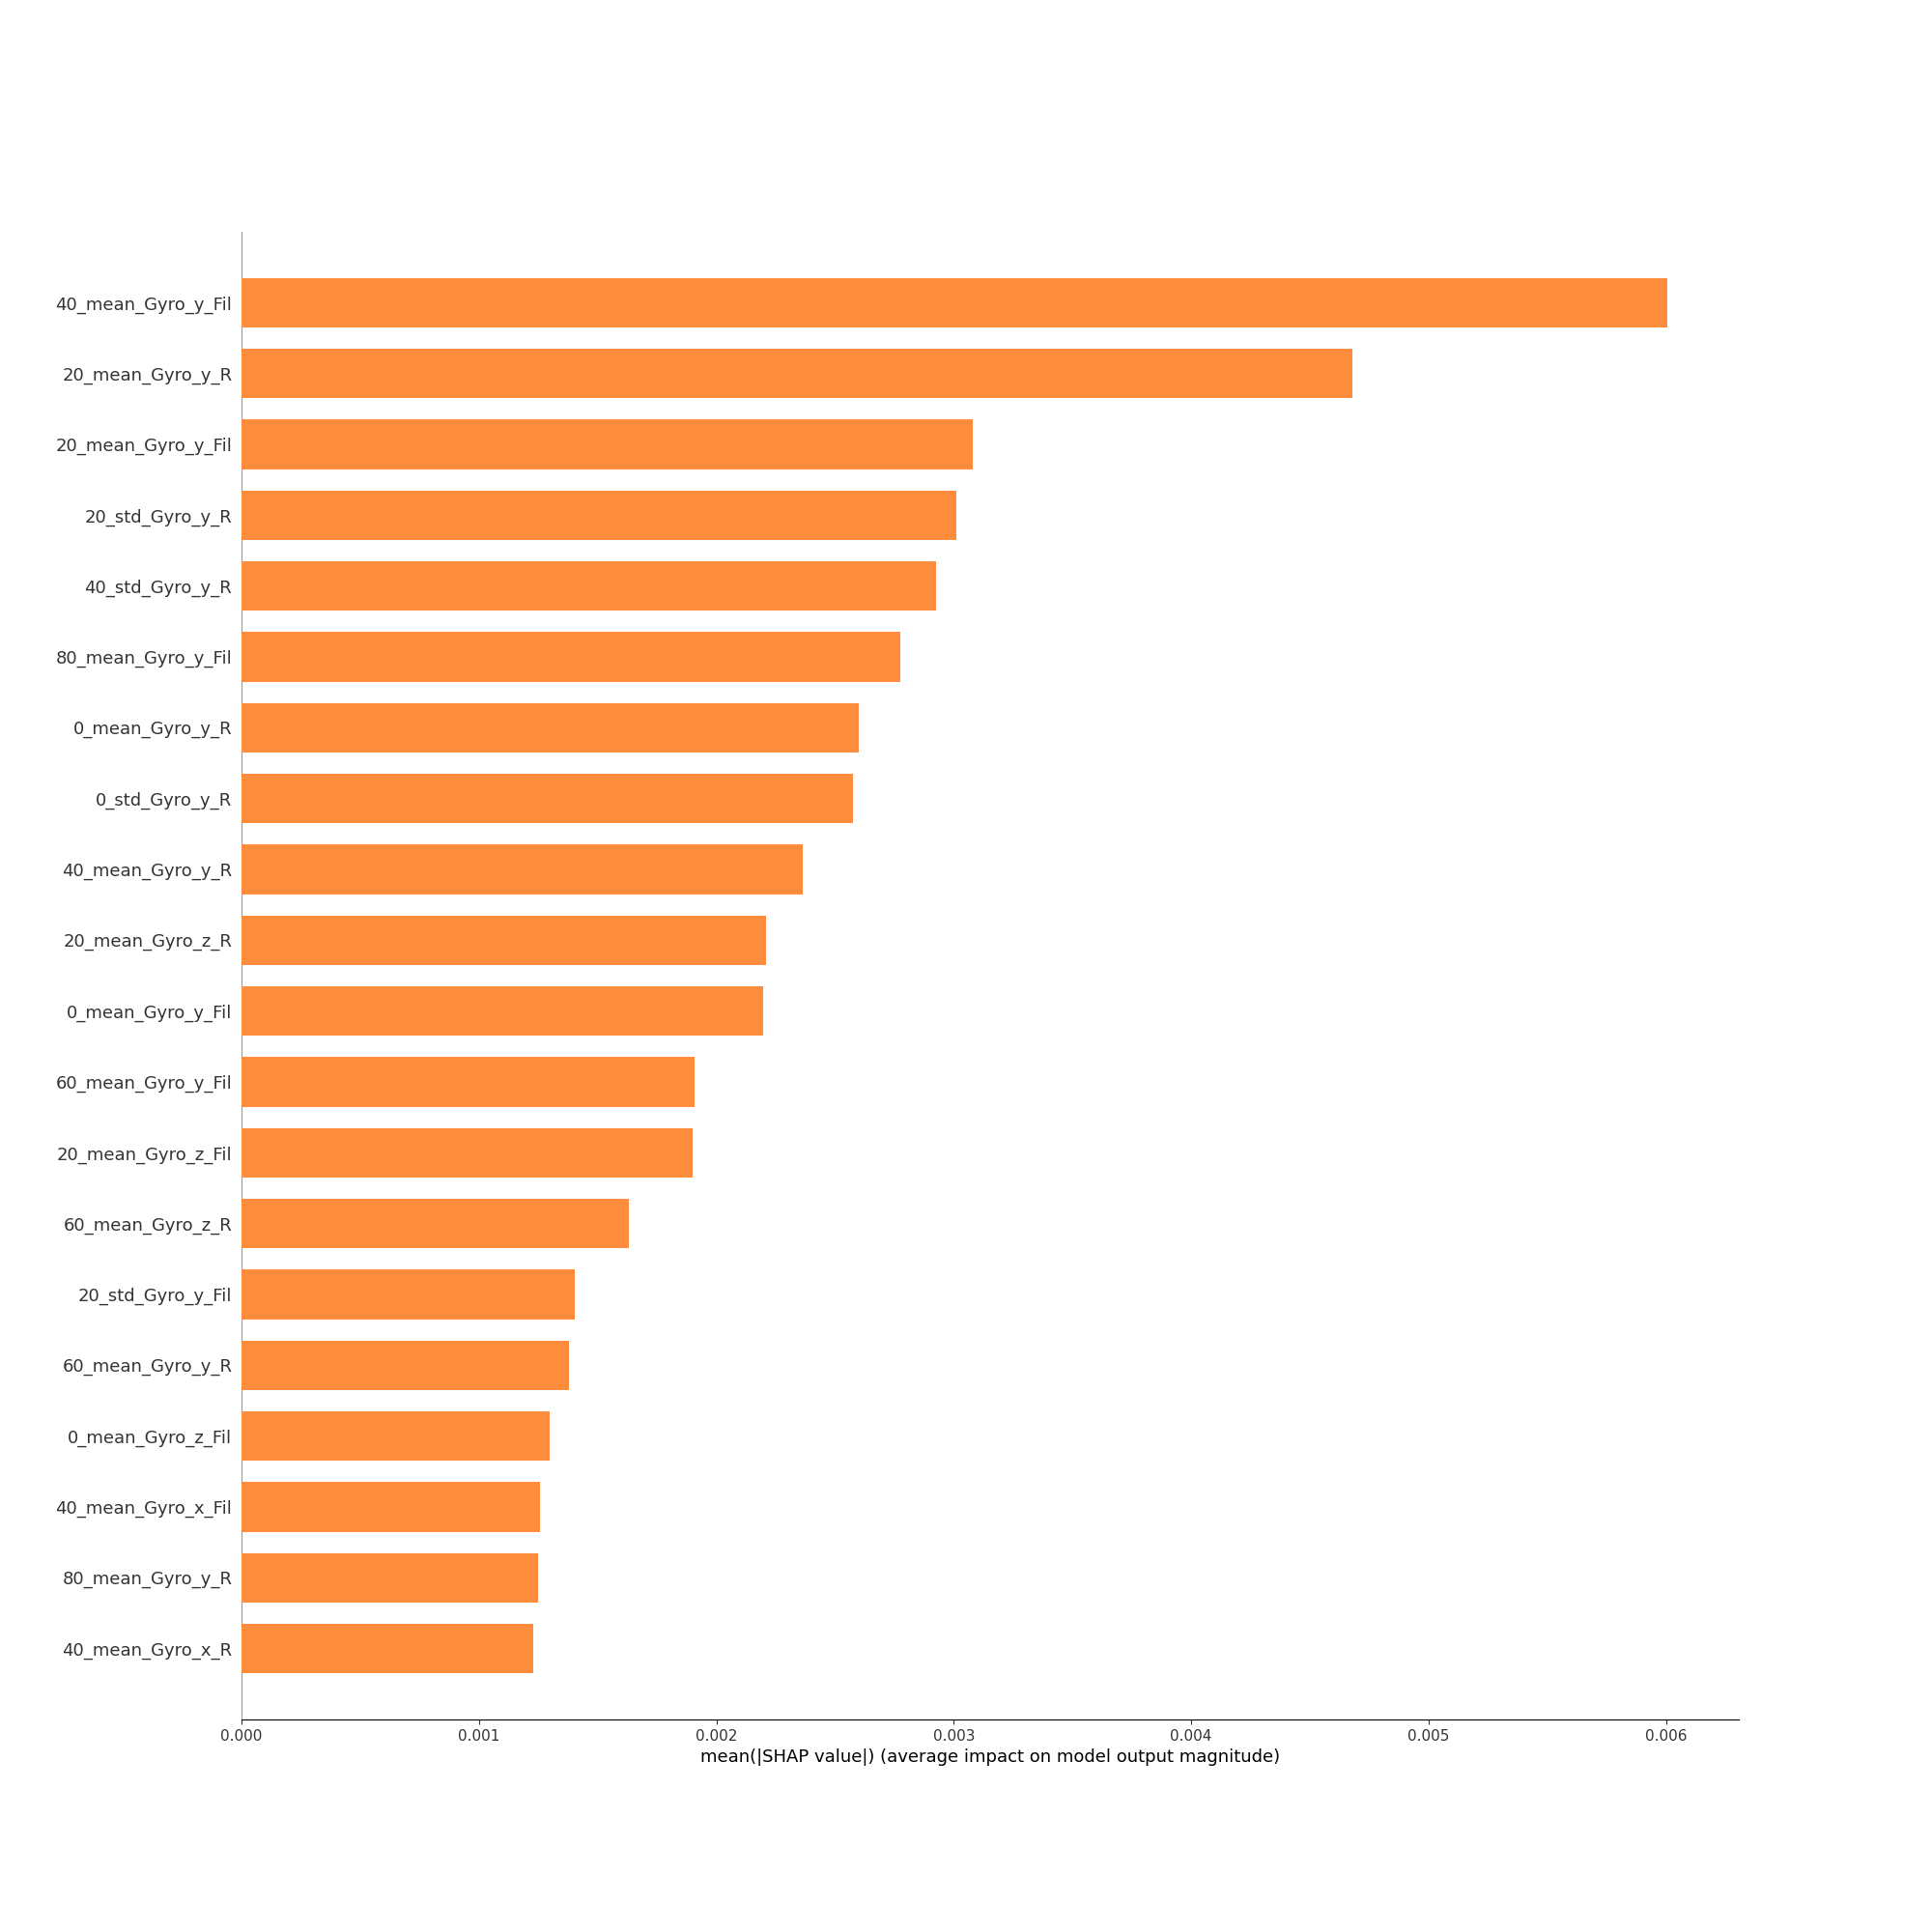 40_mean_Gyro_y_Fil
20_mean_Gyro_y_R
20_mean_Gyro_y_Fil
20_std_Gyro_y_R
40_std_Gyro_y_R
80_mean_Gyro_y_Fil
0_mean_Gyro_y_R
0_std_Gyro_y_R
40_mean_Gyro_y_R
20_mean_Gyro_z_R
0_mean_Gyro_y_Fil
60_mean_Gyro_y_Fil
20_mean_Gyro_z_Fil
60_mean_Gyro_z_R
20_std_Gyro_y_Fil
60_mean_Gyro_y_R
0_mean_Gyro_z_Fil
40_mean_Gyro_x_Fil
80_mean_Gyro_y_R
40_mean_Gyro_x_R
0.000 0.001 0.002 0.003 0.004 0.005 0.006
mean(|SHAP value|) (average impact on model output magnitude)